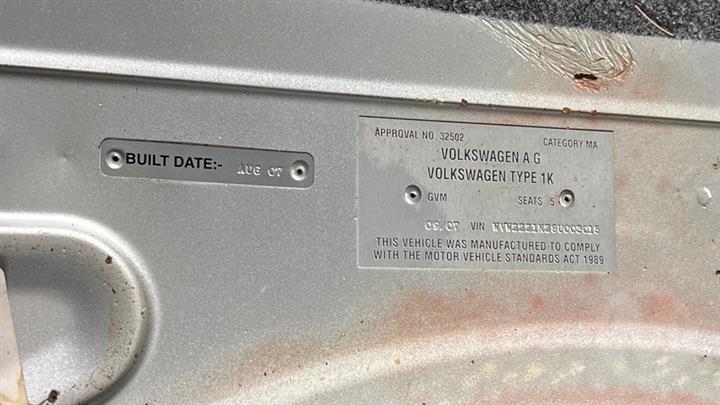 BUILT DATE:- AUG 07
APPROVAL NO. 32502 CATEGORY MA
VOLKSWAGEN A G
VOLKSWAGEN TYPE 1K
GVM SEATS 5
09/07 VIN
THIS VEHICLE WAS MANUFACTURED TO COMPLY
WITH THE MOTOR VEHICLE STANDARDS ACT 1989